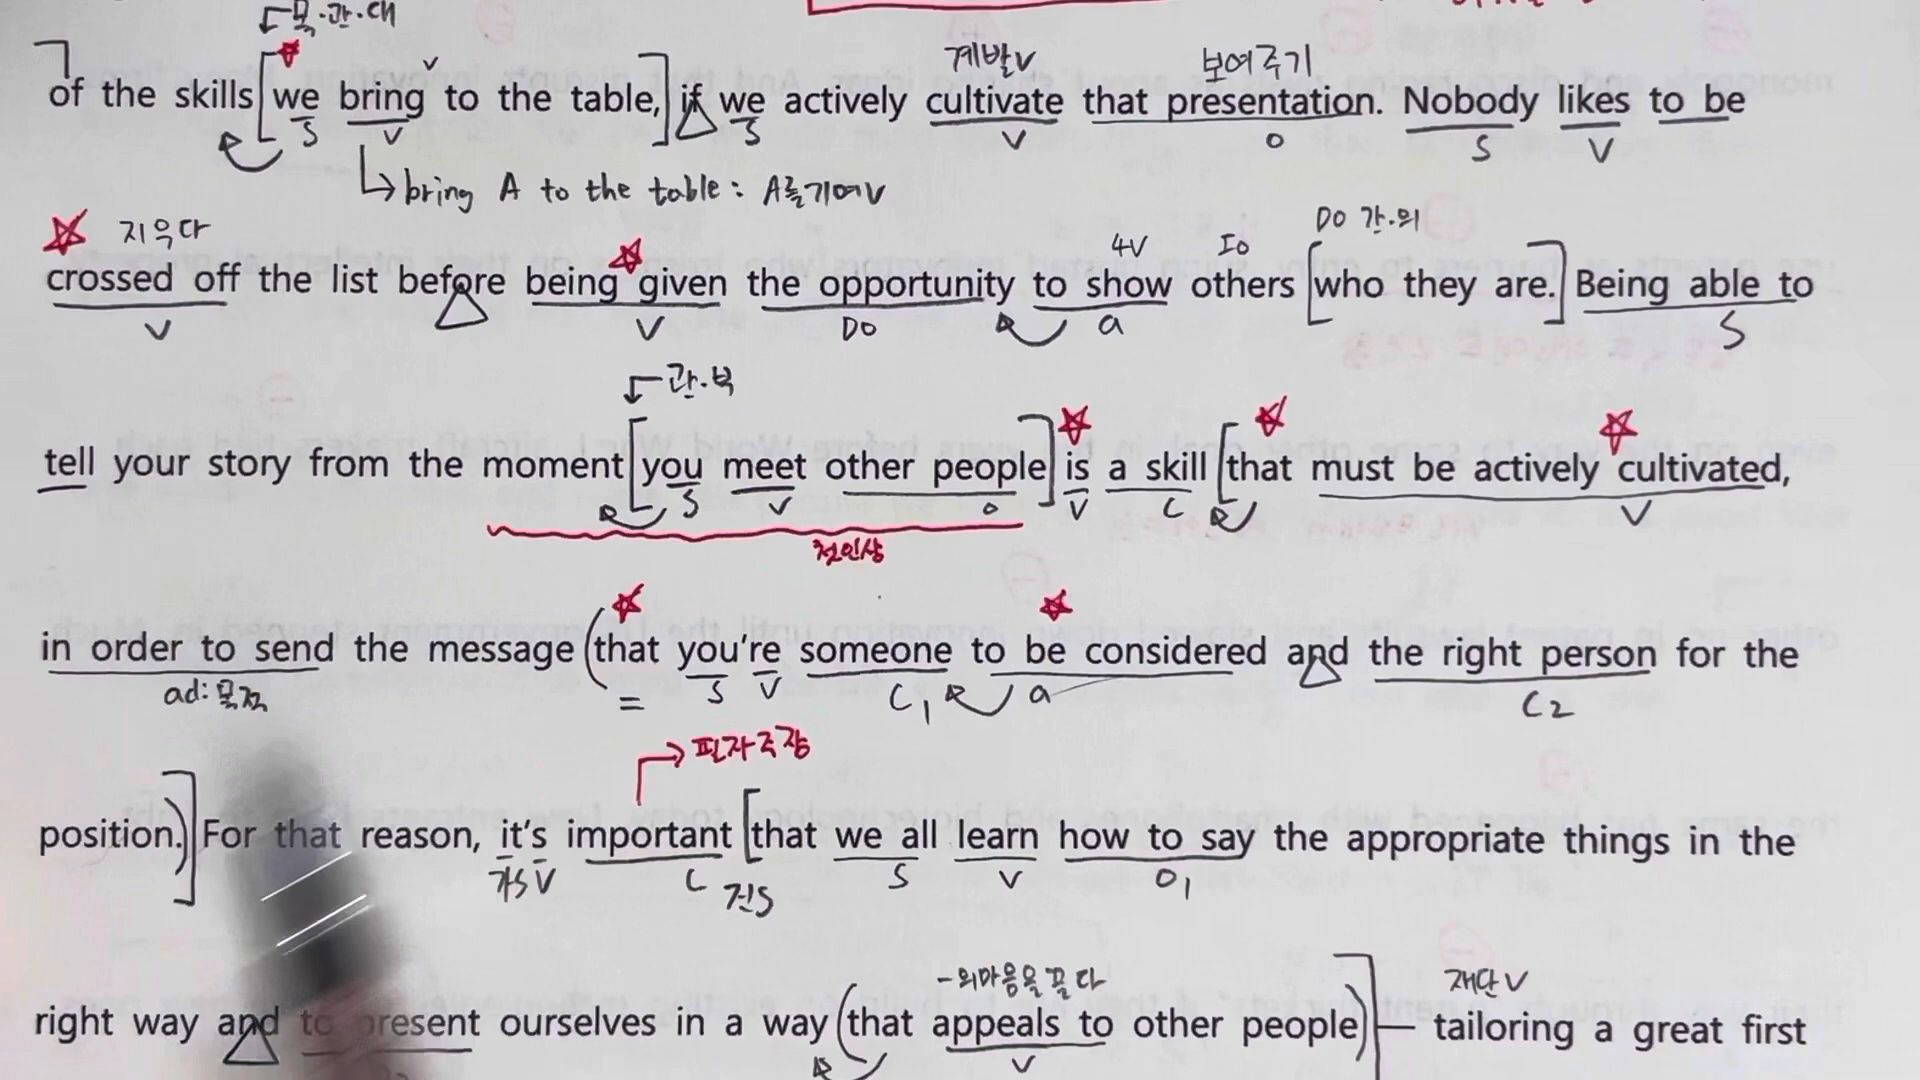 목·관·대
계발v 보여주기
of the skills [we bring to the table,] if we actively cultivate that presentation. Nobody likes to be
S V S V O S V
bring A to the table : A를기여v
지우다 4V IO DO 간·의
crossed off the list before being given the opportunity to show others [who they are.] Being able to
V V DO a S
관·부
tell your story from the moment [you meet other people] is a skill [that must be actively cultivated,
S V O V C V
첫인상
in order to send the message (that you're someone to be considered and the right person for the
ad:목적 = S V C1 a C2
필자주장
position.)] For that reason, it's important [that we all learn how to say the appropriate things in the
가S V C 진S S V O1
~의마음을끌다 재단v
right way and to present ourselves in a way (that appeals to other people)] — tailoring a great first
V